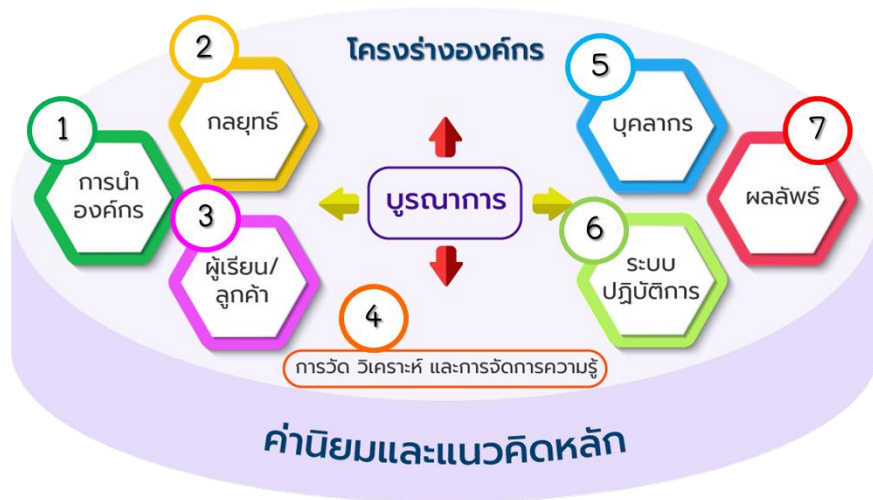 โครงร่างองค์กร
1
การนำ
องค์กร
2
กลยุทธ์
3
ผู้เรียน/
ลูกค้า
บูรณาการ
4
การวัด วิเคราะห์ และการจัดการความรู้
5
บุคลากร
6
ระบบ
ปฏิบัติการ
7
ผลลัพธ์
ค่านิยมและแนวคิดหลัก